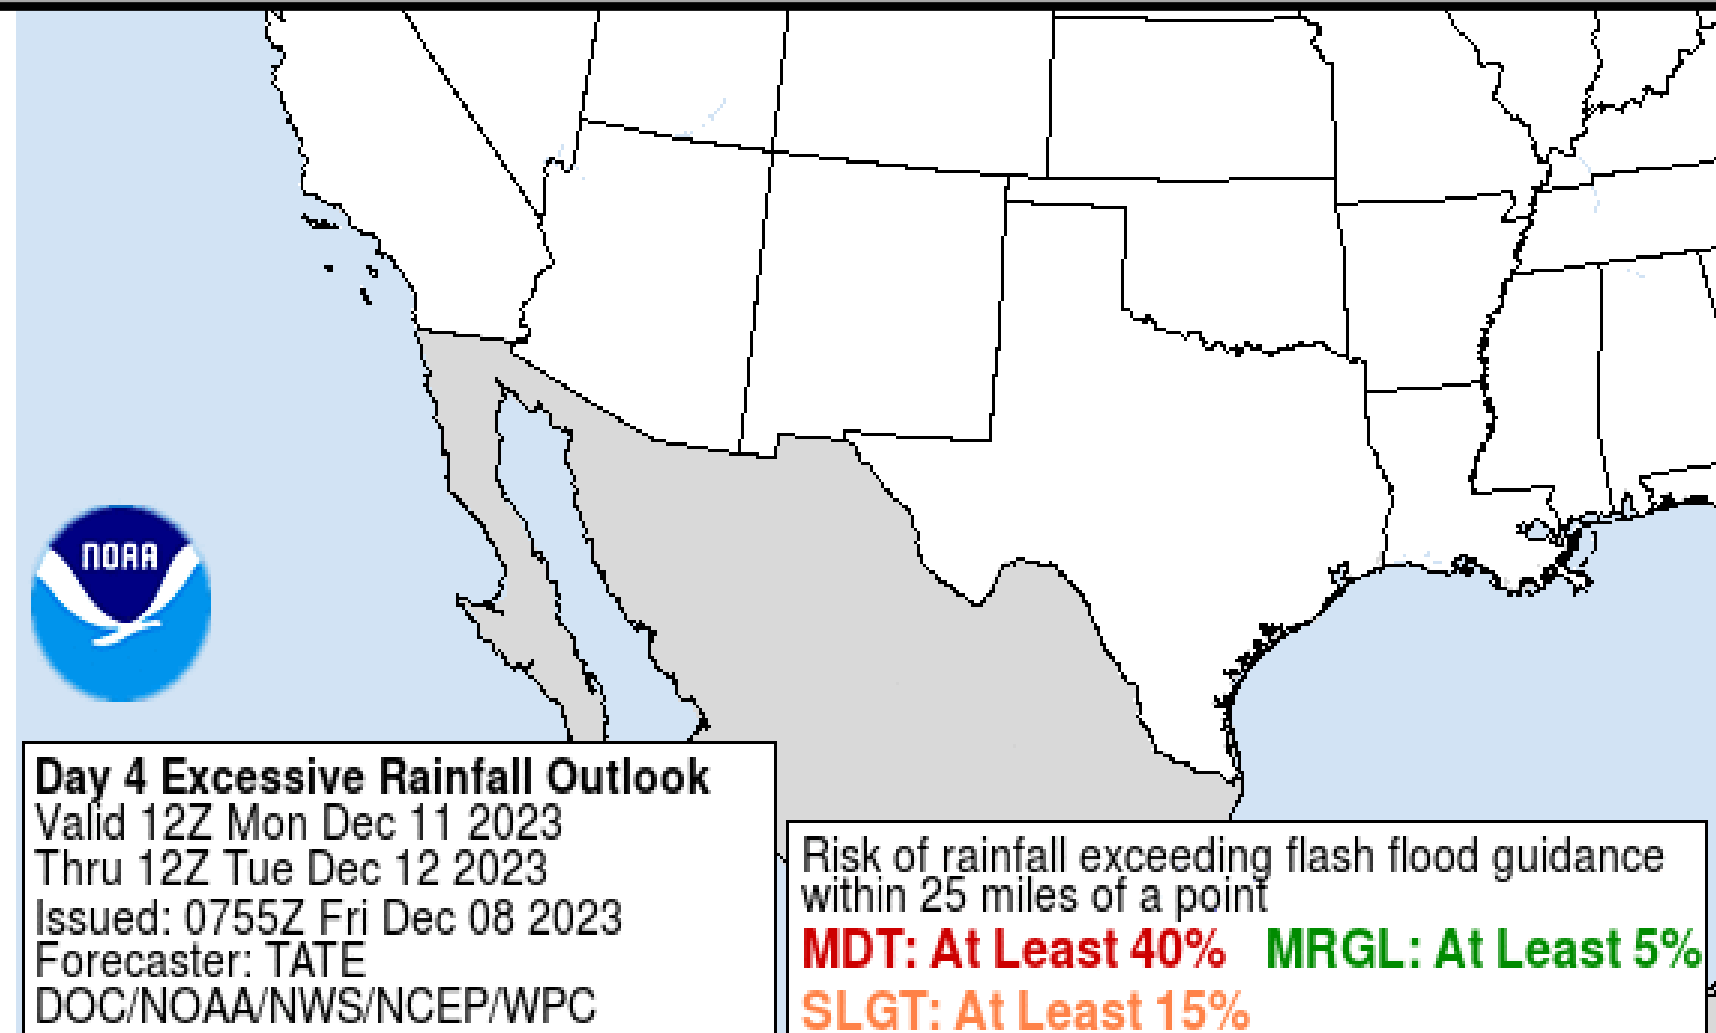 NOAA
Day 4 Excessive Rainfall Outlook
Valid 12Z Mon Dec 11 2023
Thru 12Z Tue Dec 12 2023
Issued: 0755Z Fri Dec 08 2023
Forecaster: TATE
DOC/NOAA/NWS/NCEP/WPC
Risk of rainfall exceeding flash flood guidance
within 25 miles of a point
MDT: At Least 40% MRGL: At Least 5%
SLGT: At Least 15%